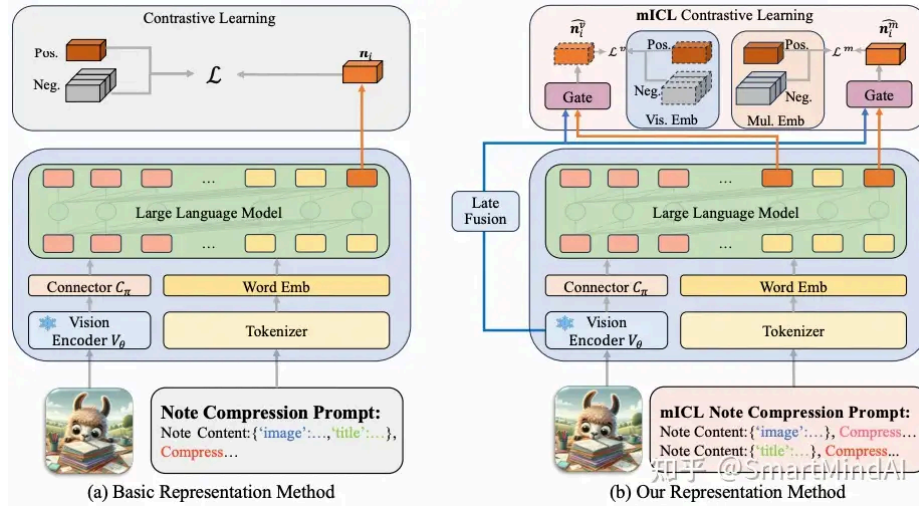 Contrastive Learning
Pos.
Neg.
ℒ
n_i
...
Large Language Model
Connector C_π
Word Emb
Vision
Encoder V_θ
Tokenizer
Note Compression Prompt:
Note Content:{‘image’:...,‘title’:...},
Compress...
(a) Basic Representation Method
mICL Contrastive Learning
n_i^v
ℒ^v
Pos.
Neg.
Vis. Emb
Pos.
Neg.
Mul. Emb
ℒ^m
n_i^m
Gate
Gate
Late
Fusion
...
Large Language Model
...
Connector C_π
Word Emb
Vision
Encoder V_θ
Tokenizer
mICL Note Compression Prompt:
Note Content:{‘image’:...}, Compress...
Note Content:{‘title’:...}, Compress...
知乎 @SmartMindAI
(b) Our Representation Method